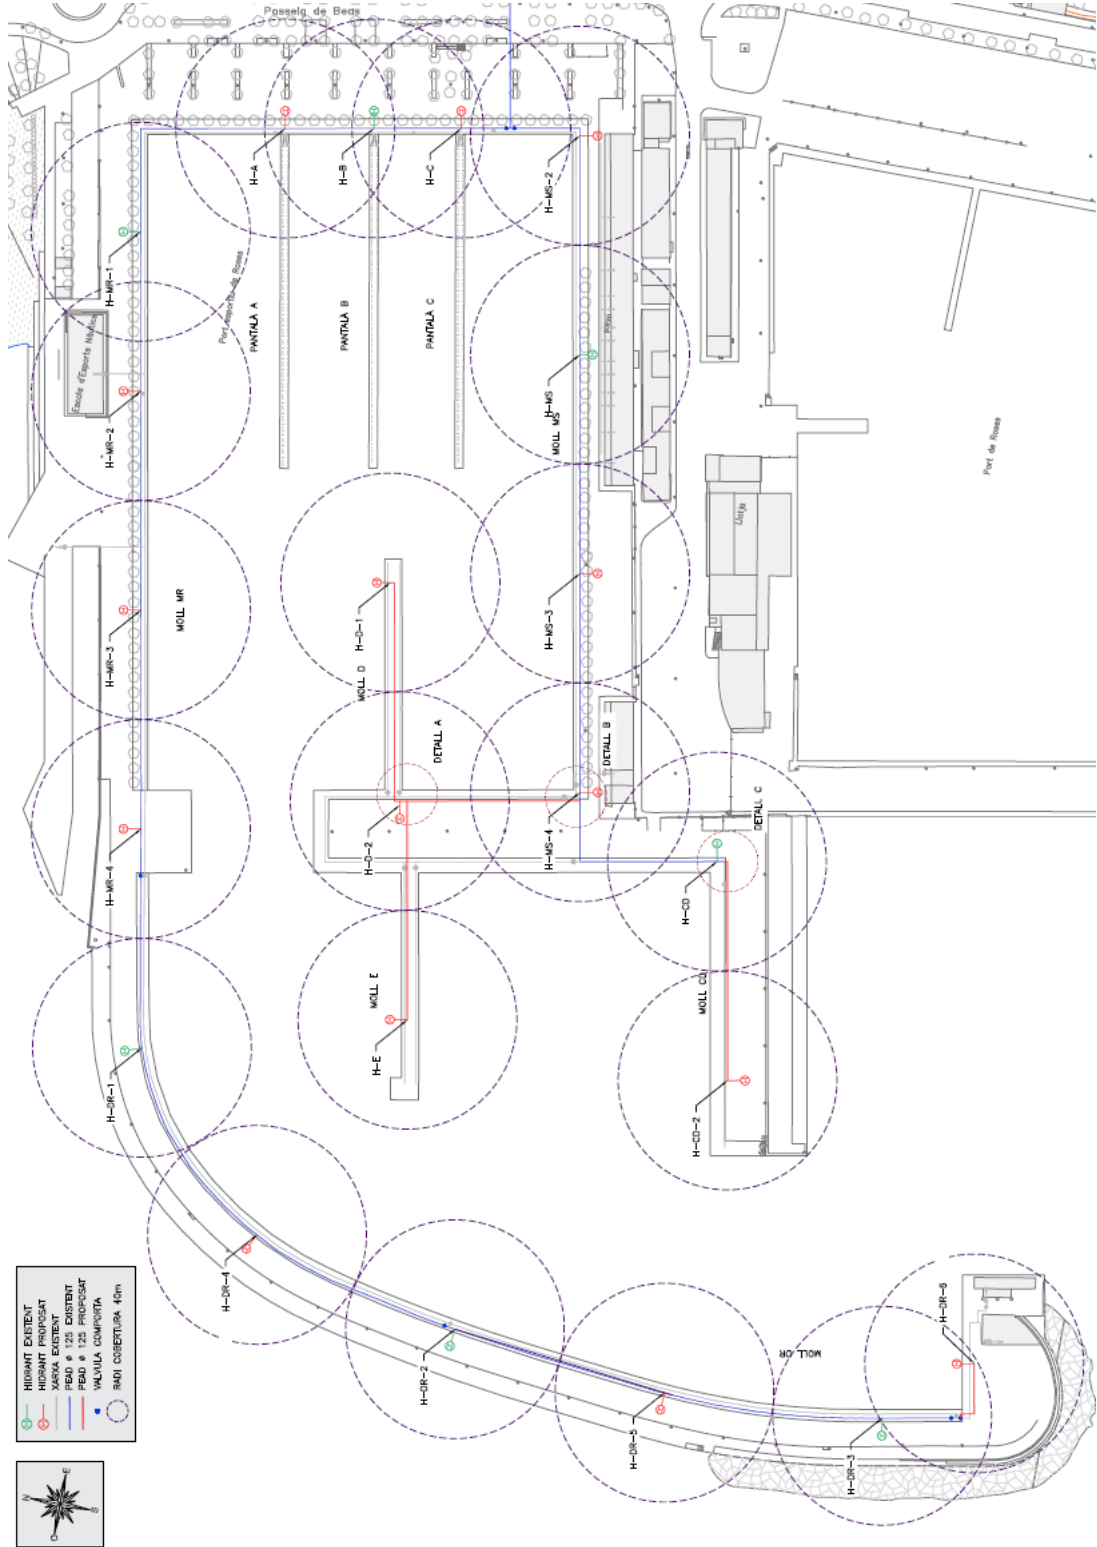 Passeig de Beas
H-A
H-B
H-C
H-MS-2
H-MR-1
Port esportiu de Roses
PANTALÀ A
PANTALÀ B
PANTALÀ C
H-MS
MOLL MS
Escola d'Esports Nàutics
H-MR-2
Port de Roses
Llotja
H-MR-3
MOLL MR
H-D-1
MOLL D
H-MS-3
DETALL A
DETALL B
DETALL C
H-MR-4
H-D-2
H-MS-4
H-CD
MOLL E
H-E
MOLL CD
H-CD-2
H-DR-1
H-DR-4
H-DR-2
H-DR-5
MOLL DR
H-DR-3
H-DR-6
HIDRANT EXISTENT
HIDRANT PROPOSAT
XARXA EXISTENT
PEAD ø 125 EXISTENT
PEAD ø 125 PROPOSAT
VALVULA COMPORTA
RADI COBERTURA 40m
N
E
S
O